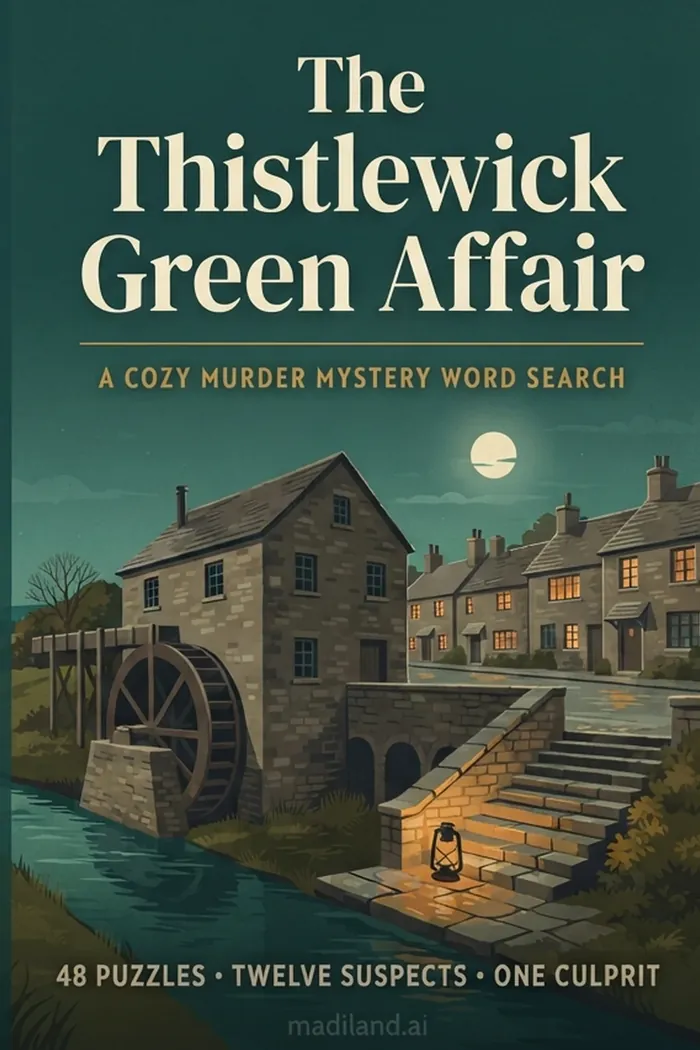 The
Thistlewick
Green Affair
A COZY MURDER MYSTERY WORD SEARCH
48 PUZZLES • TWELVE SUSPECTS • ONE CULPRIT
madiland.ai